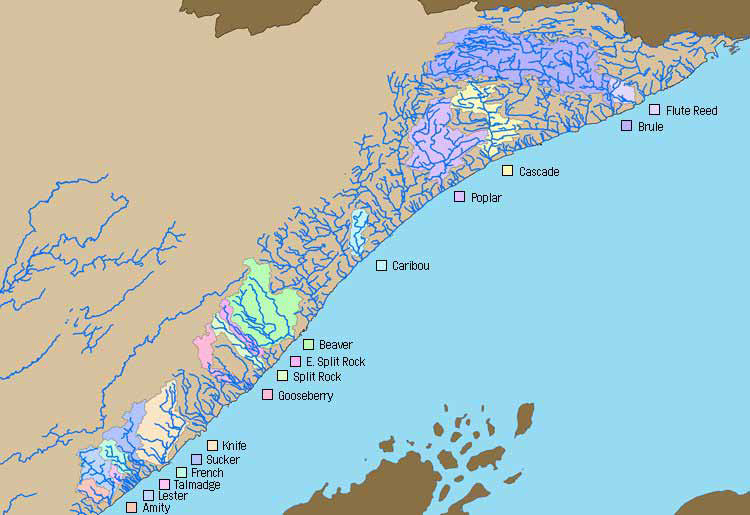 Flute Reed
Brule
Cascade
Poplar
Caribou
Beaver
E. Split Rock
Split Rock
Gooseberry
Knife
Sucker
French
Talmadge
Lester
Amity